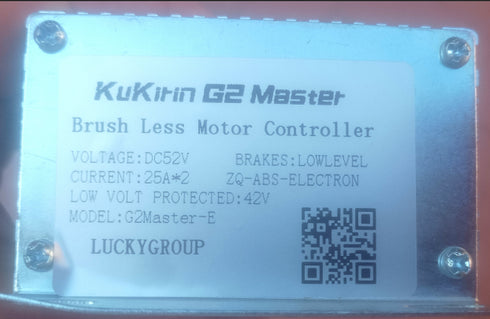 KuKirin G2 Master
Brush Less Motor Controller
VOLTAGE:DC52V BRAKES:LOWLEVEL
CURRENT:25A*2 ZQ-ABS-ELECTRON
LOW VOLT PROTECTED:42V
MODEL:G2Master-E
LUCKYGROUP